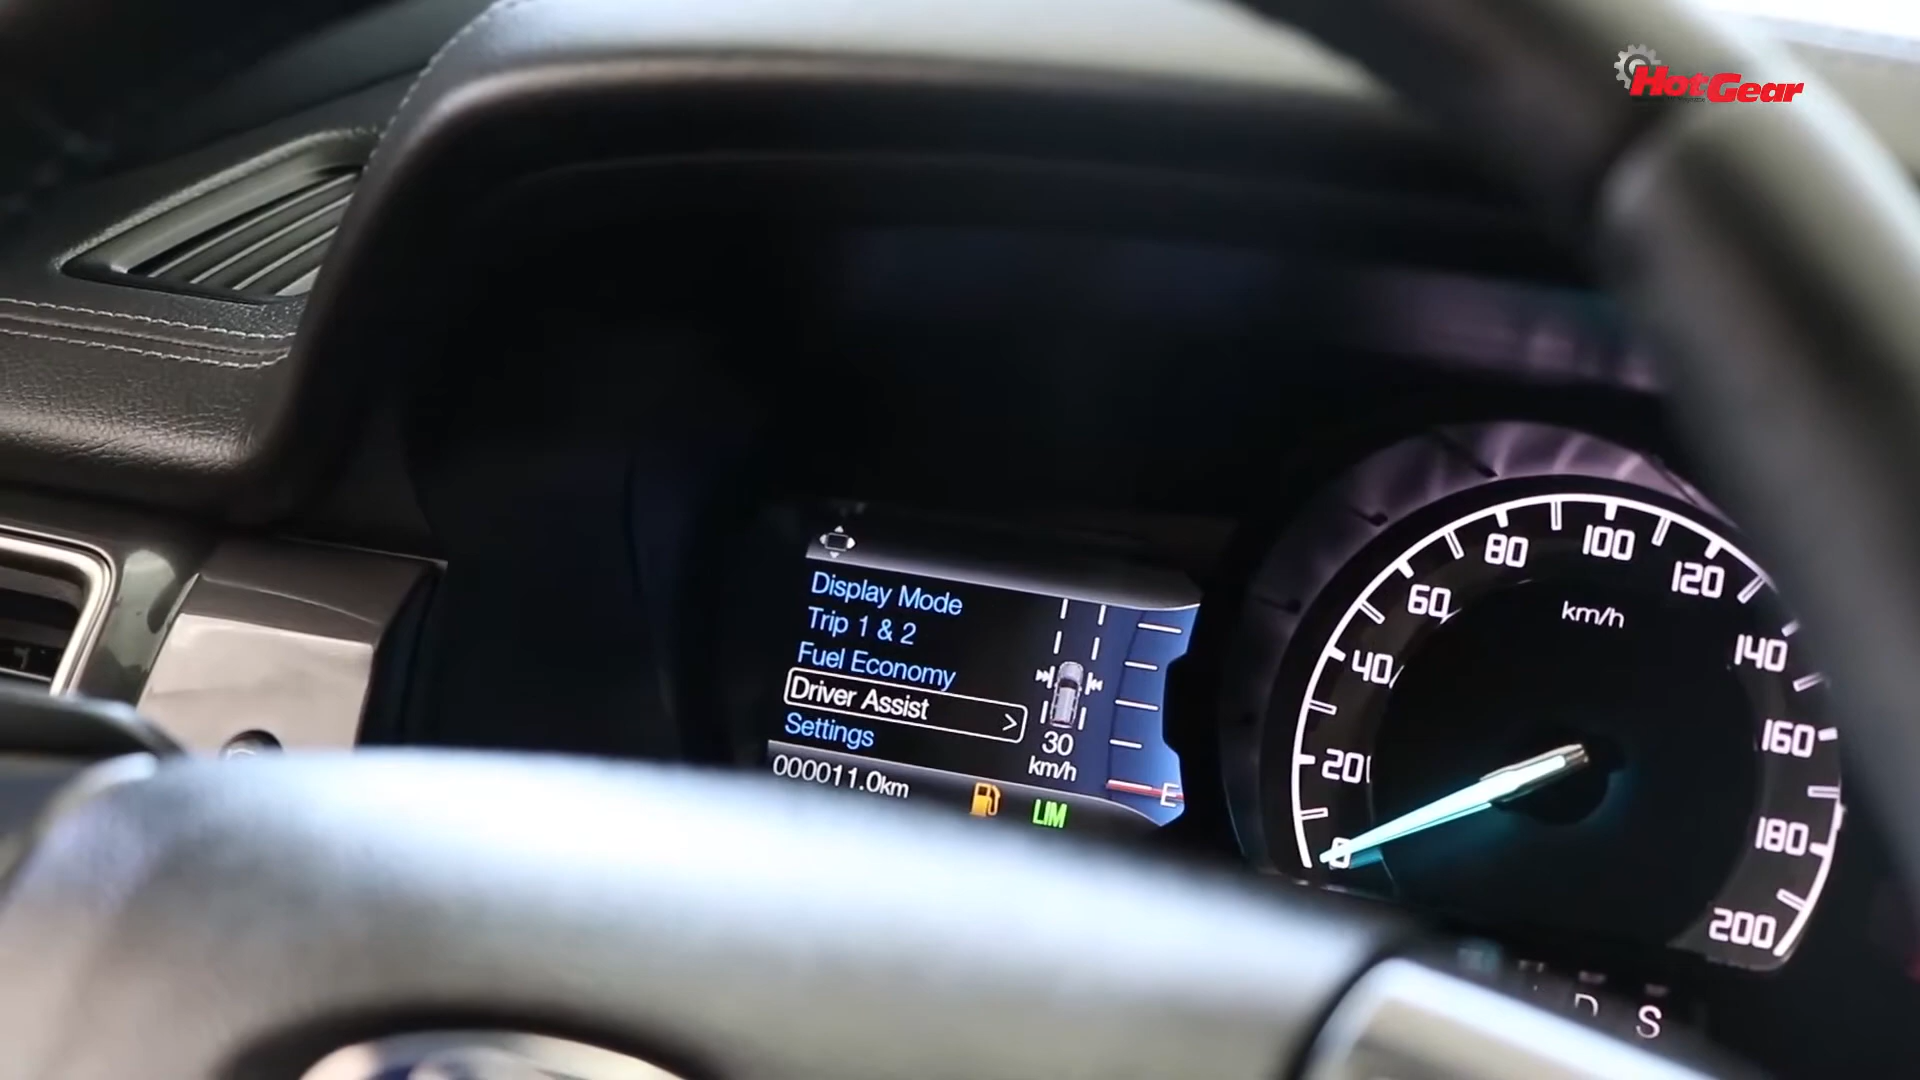 HotGear
Display Mode
Trip 1 & 2
Fuel Economy
Driver Assist >
Settings
30
km/h
000011.0km
LIM
E
0
20
40
60
80
100
120
140
160
180
200
km/h
D S